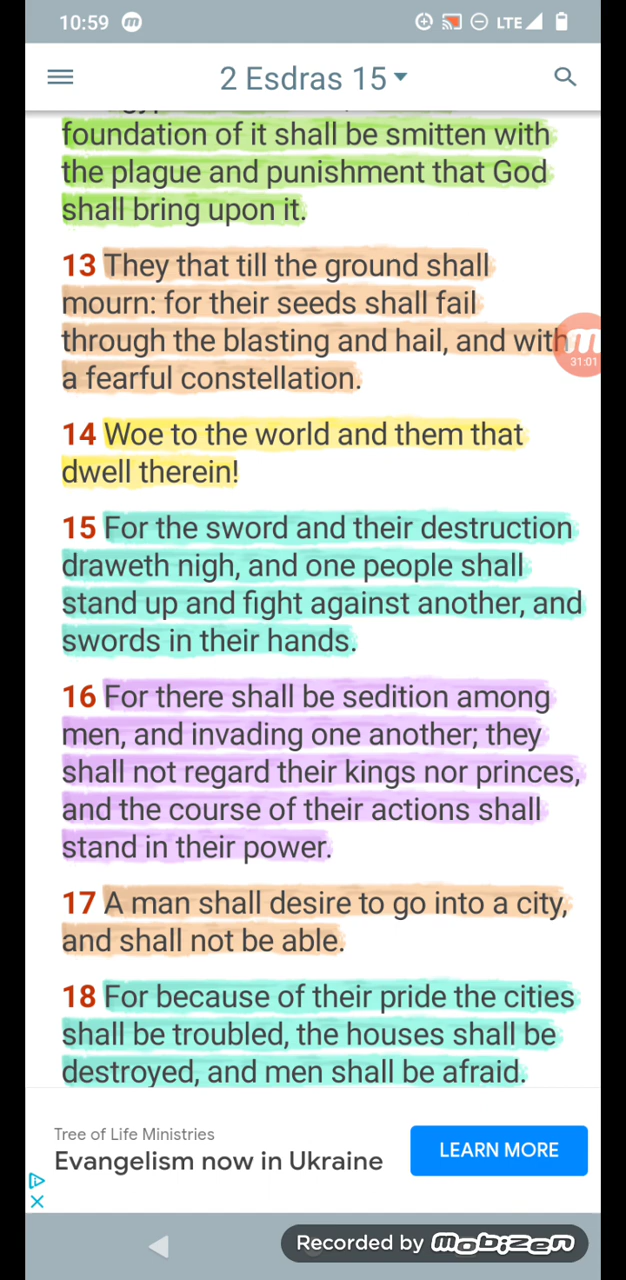 10:59
LTE
2 Esdras 15
foundation of it shall be smitten with
the plague and punishment that God
shall bring upon it.
13 They that till the ground shall
mourn: for their seeds shall fail
through the blasting and hail, and with
a fearful constellation.
31:01
14 Woe to the world and them that
dwell therein!
15 For the sword and their destruction
draweth nigh, and one people shall
stand up and fight against another, and
swords in their hands.
16 For there shall be sedition among
men, and invading one another; they
shall not regard their kings nor princes,
and the course of their actions shall
stand in their power.
17 A man shall desire to go into a city,
and shall not be able.
18 For because of their pride the cities
shall be troubled, the houses shall be
destroyed, and men shall be afraid.
Tree of Life Ministries
Evangelism now in Ukraine
LEARN MORE
Recorded by mobizen